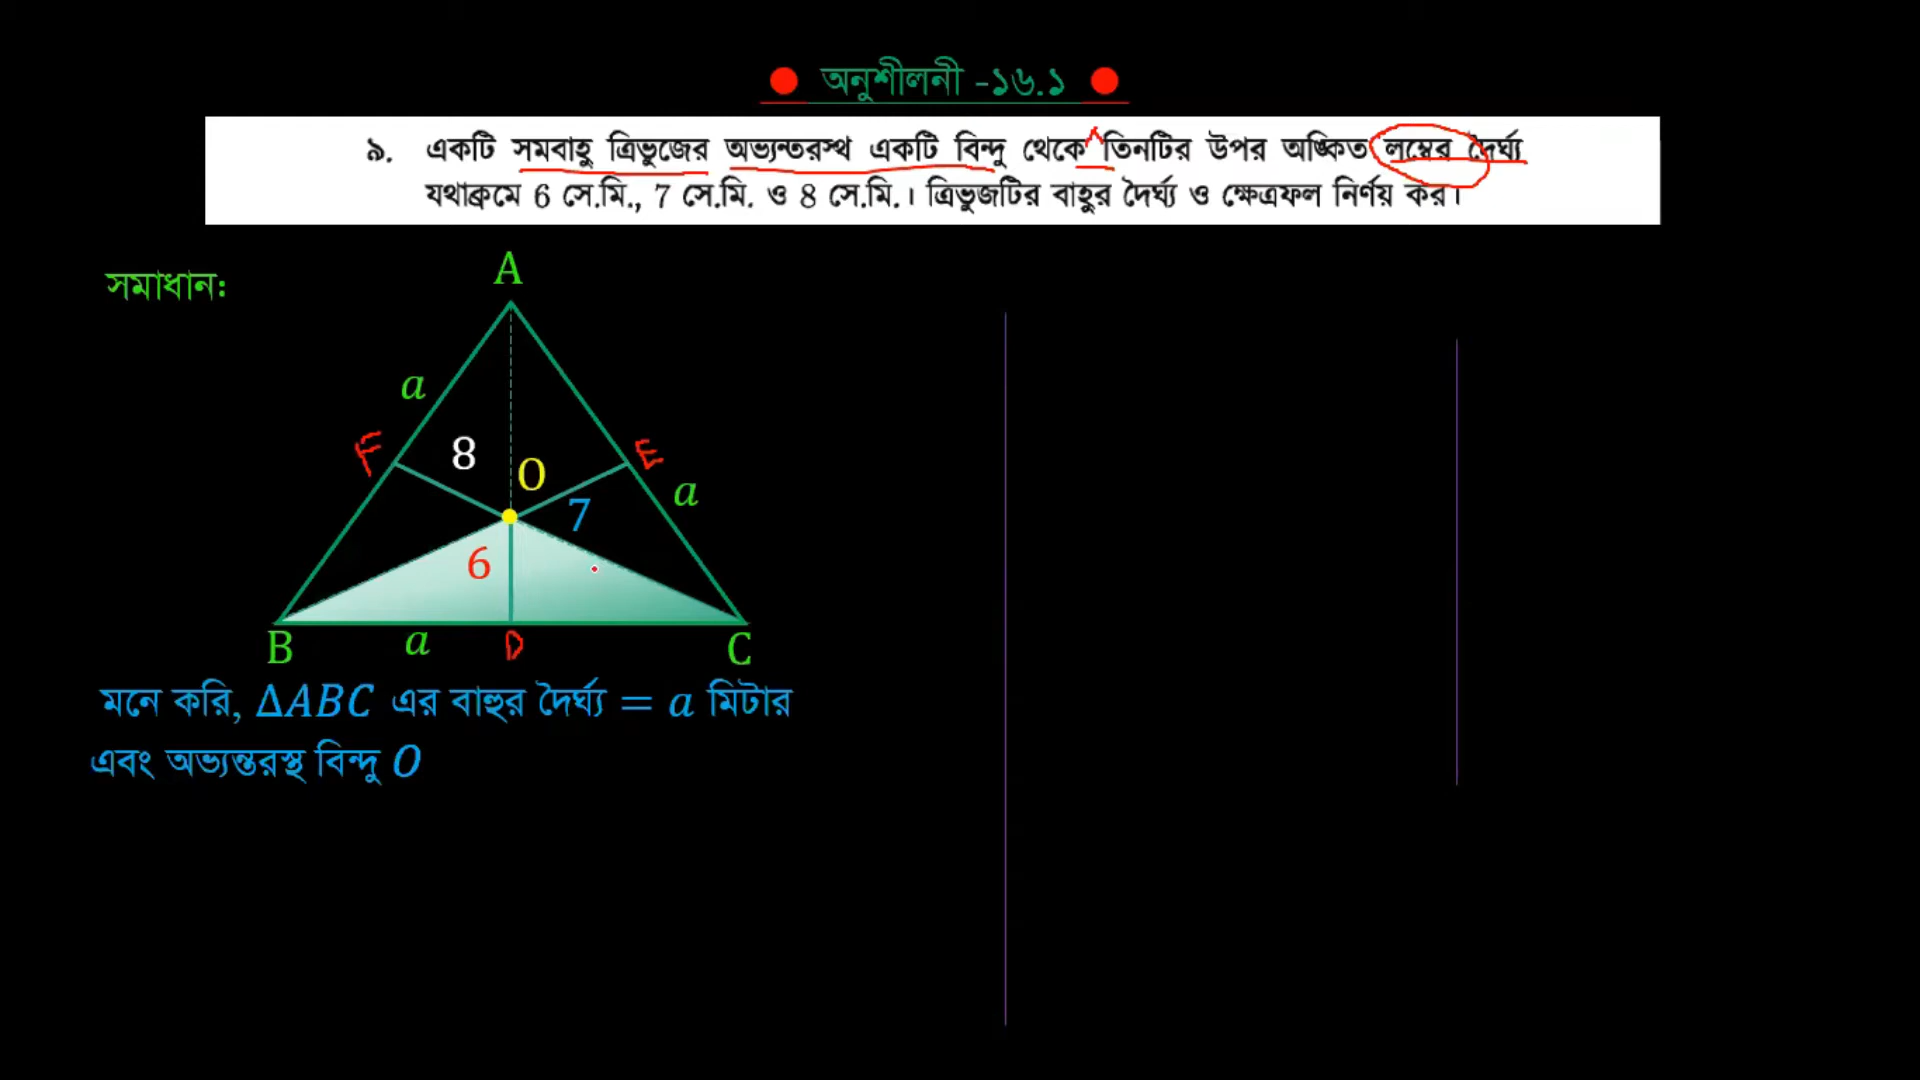 অনুশীলনী -১৬.১
৯. একটি সমবাহু ত্রিভুজের অভ্যন্তরস্থ একটি বিন্দু থেকে তিনটির উপর অঙ্কিত লম্বের দৈর্ঘ্য
যথাক্রমে 6 সে.মি., 7 সে.মি. ও 8 সে.মি.। ত্রিভুজটির বাহুর দৈর্ঘ্য ও ক্ষেত্রফল নির্ণয় কর।
সমাধান:
A
a
F
8
O
E
7
a
6
B
a
D
C
মনে করি, ΔABC এর বাহুর দৈর্ঘ্য = a মিটার
এবং অভ্যন্তরস্থ বিন্দু O